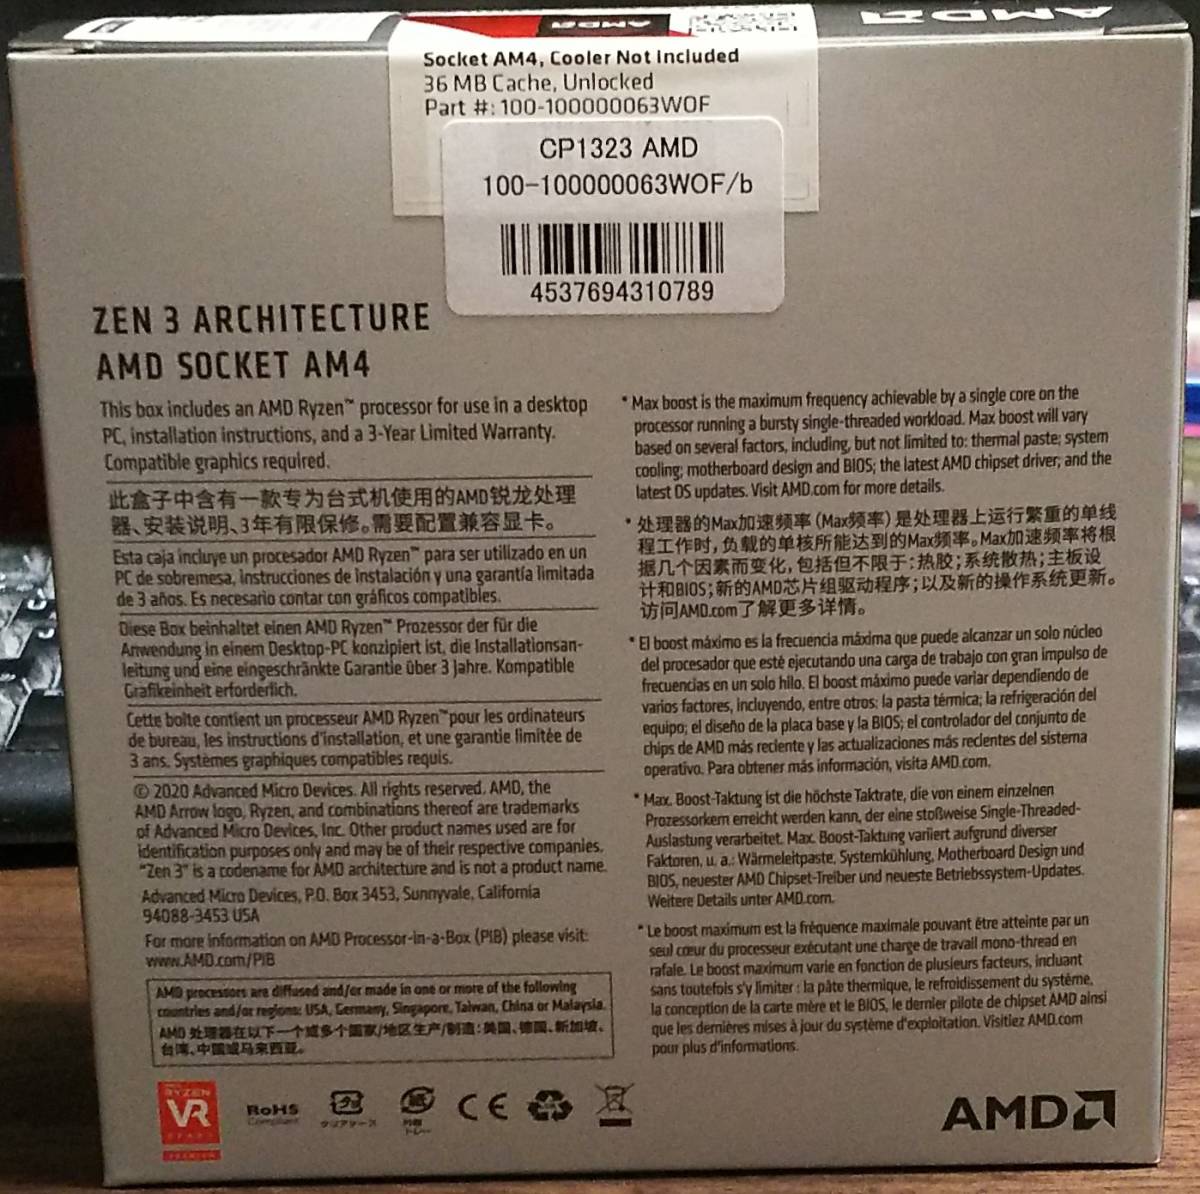 AMD
AMD
Socket AM4, Cooler Not Included
36 MB Cache, Unlocked
Part #: 100-100000063WOF
CP1323 AMD
100-100000063WOF/b
4537694310789
ZEN 3 ARCHITECTURE
AMD SOCKET AM4
This box includes an AMD Ryzen™ processor for use in a desktop
PC, installation instructions, and a 3-Year Limited Warranty.
Compatible graphics required.
此盒子中含有一款专为台式机使用的AMD锐龙处理
器、安装说明、3年有限保修。需要配置兼容显卡。
Esta caja incluye un procesador AMD Ryzen™ para ser utilizado en un
PC de sobremesa, instrucciones de instalación y una garantía limitada
de 3 años. Es necesario contar con gráficos compatibles.
Diese Box beinhaltet einen AMD Ryzen™ Prozessor der für die
Anwendung in einem Desktop-PC konzipiert ist, die Installationsan-
leitung und eine eingeschränkte Garantie über 3 Jahre. Kompatible
Grafikeinheit erforderlich.
Cette boîte contient un processeur AMD Ryzen™ pour les ordinateurs
de bureau, les instructions d'installation, et une garantie limitée de
3 ans. Systèmes graphiques compatibles requis.
© 2020 Advanced Micro Devices. All rights reserved. AMD, the
AMD Arrow logo, Ryzen, and combinations thereof are trademarks
of Advanced Micro Devices, Inc. Other product names used are for
identification purposes only and may be of their respective companies.
"Zen 3" is a codename for AMD architecture and is not a product name.
Advanced Micro Devices, P.O. Box 3453, Sunnyvale, California
94088-3453 USA
For more information on AMD Processor-in-a-Box (PIB) please visit:
www.AMD.com/PIB
AMD processors are diffused and/or made in one or more of the following
countries and/or regions: USA, Germany, Singapore, Taiwan, China or Malaysia.
AMD 处理器在以下一个或多个国家/地区生产/制造：美国、德国、新加坡、
台湾、中国或马来西亚。
* Max boost is the maximum frequency achievable by a single core on the
processor running a bursty single-threaded workload. Max boost will vary
based on several factors, including, but not limited to: thermal paste; system
cooling; motherboard design and BIOS; the latest AMD chipset driver; and the
latest OS updates. Visit AMD.com for more details.
* 处理器的Max加速频率（Max频率）是处理器上运行繁重的单线
程工作时，负载的单核所能达到的Max频率。Max加速频率将根
据几个因素而变化，包括但不限于：热胶；系统散热；主板设
计和BIOS；新的AMD芯片组驱动程序；以及新的操作系统更新。
访问AMD.com了解更多详情。
* El boost máximo es la frecuencia máxima que puede alcanzar un solo núcleo
del procesador que esté ejecutando una carga de trabajo con gran impulso de
frecuencias en un solo hilo. El boost máximo puede variar dependiendo de
varios factores, incluyendo, entre otros: la pasta térmica; la refrigeración del
equipo; el diseño de la placa base y la BIOS; el controlador del conjunto de
chips de AMD más reciente y las actualizaciones más recientes del sistema
operativo. Para obtener más información, visita AMD.com.
* Max. Boost-Taktung ist die höchste Taktrate, die von einem einzelnen
Prozessorkern erreicht werden kann, der eine stoßweise Single-Threaded-
Auslastung verarbeitet. Max. Boost-Taktung variiert aufgrund diverser
Faktoren, u. a.: Wärmeleitpaste, Systemkühlung, Motherboard Design und
BIOS, neuester AMD Chipset-Treiber und neueste Betriebssystem-Updates.
Weitere Details unter AMD.com.
* Le boost maximum est la fréquence maximale pouvant être atteinte par un
seul cœur du processeur exécutant une charge de travail mono-thread en
rafale. Le boost maximum varie en fonction de plusieurs facteurs, incluant
sans toutefois s'y limiter : la pâte thermique, le refroidissement du système,
la conception de la carte mère et le BIOS, le dernier pilote de chipset AMD ainsi
que les dernières mises à jour du système d'exploitation. Visitiez AMD.com
pour plus d'informations.
RYZEN
VR
PREMIUM
RoHS
Compliant
クリアケース
内装
トレー
CE
AMD